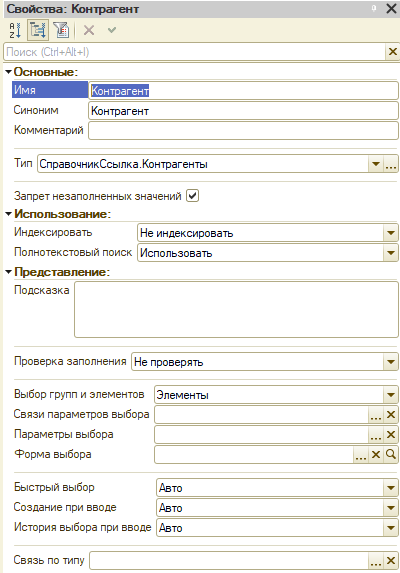 Свойства: Контрагент
Поиск (Ctrl+Alt+I)
Основные:
Имя Контрагент
Синоним Контрагент
Комментарий
Тип СправочникСсылка.Контрагенты
Запрет незаполненных значений
Использование:
Индексировать Не индексировать
Полнотекстовый поиск Использовать
Представление:
Подсказка
Проверка заполнения Не проверять
Выбор групп и элементов Элементы
Связи параметров выбора
Параметры выбора
Форма выбора
Быстрый выбор Авто
Создание при вводе Авто
История выбора при вводе Авто
Связь по типу